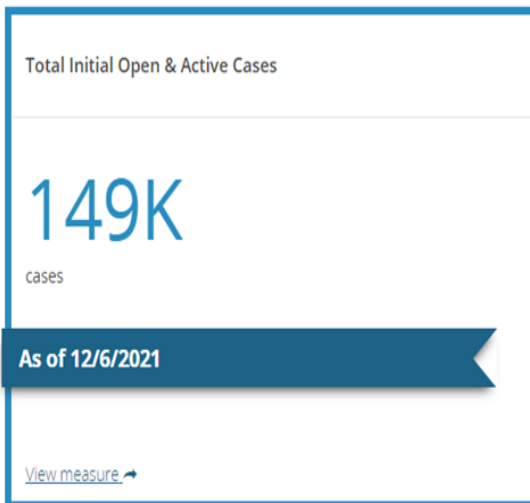 Total Initial Open & Active Cases
149K
cases
As of 12/6/2021
View measure